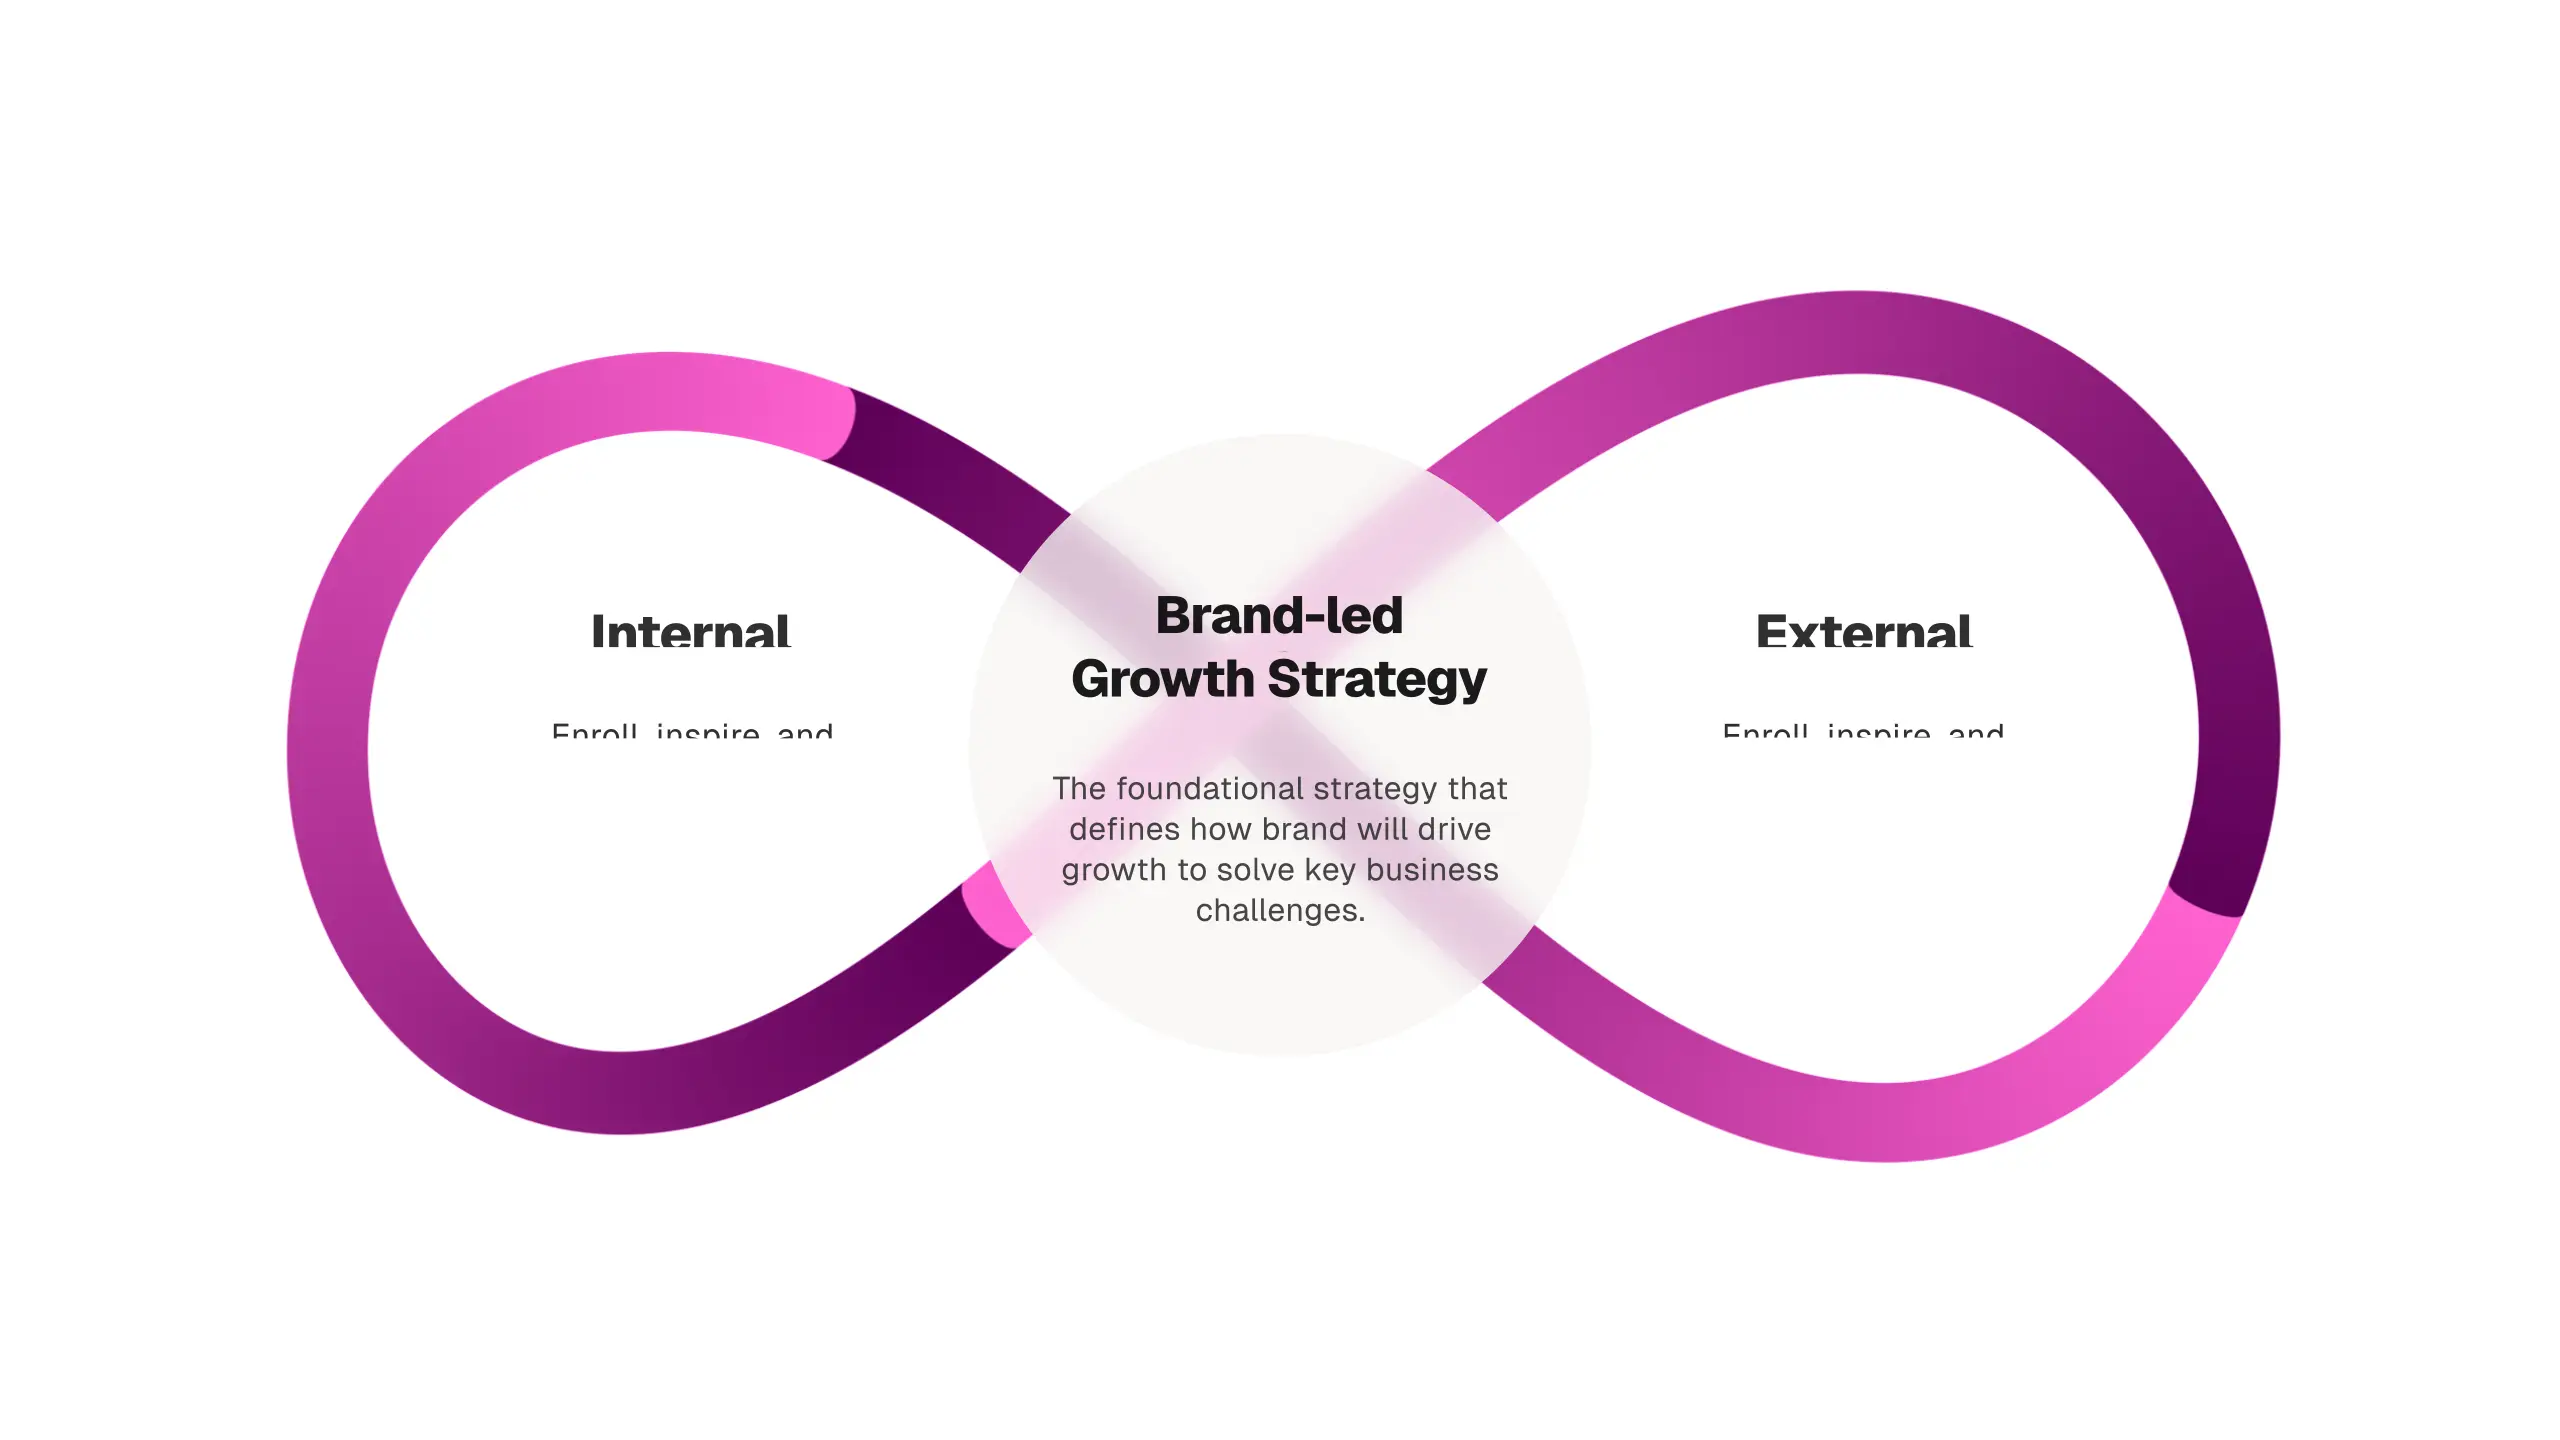 Internal
Enroll, inspire, and
Brand-led
Growth Strategy
The foundational strategy that
defines how brand will drive
growth to solve key business
challenges.
External
Enroll, inspire, and